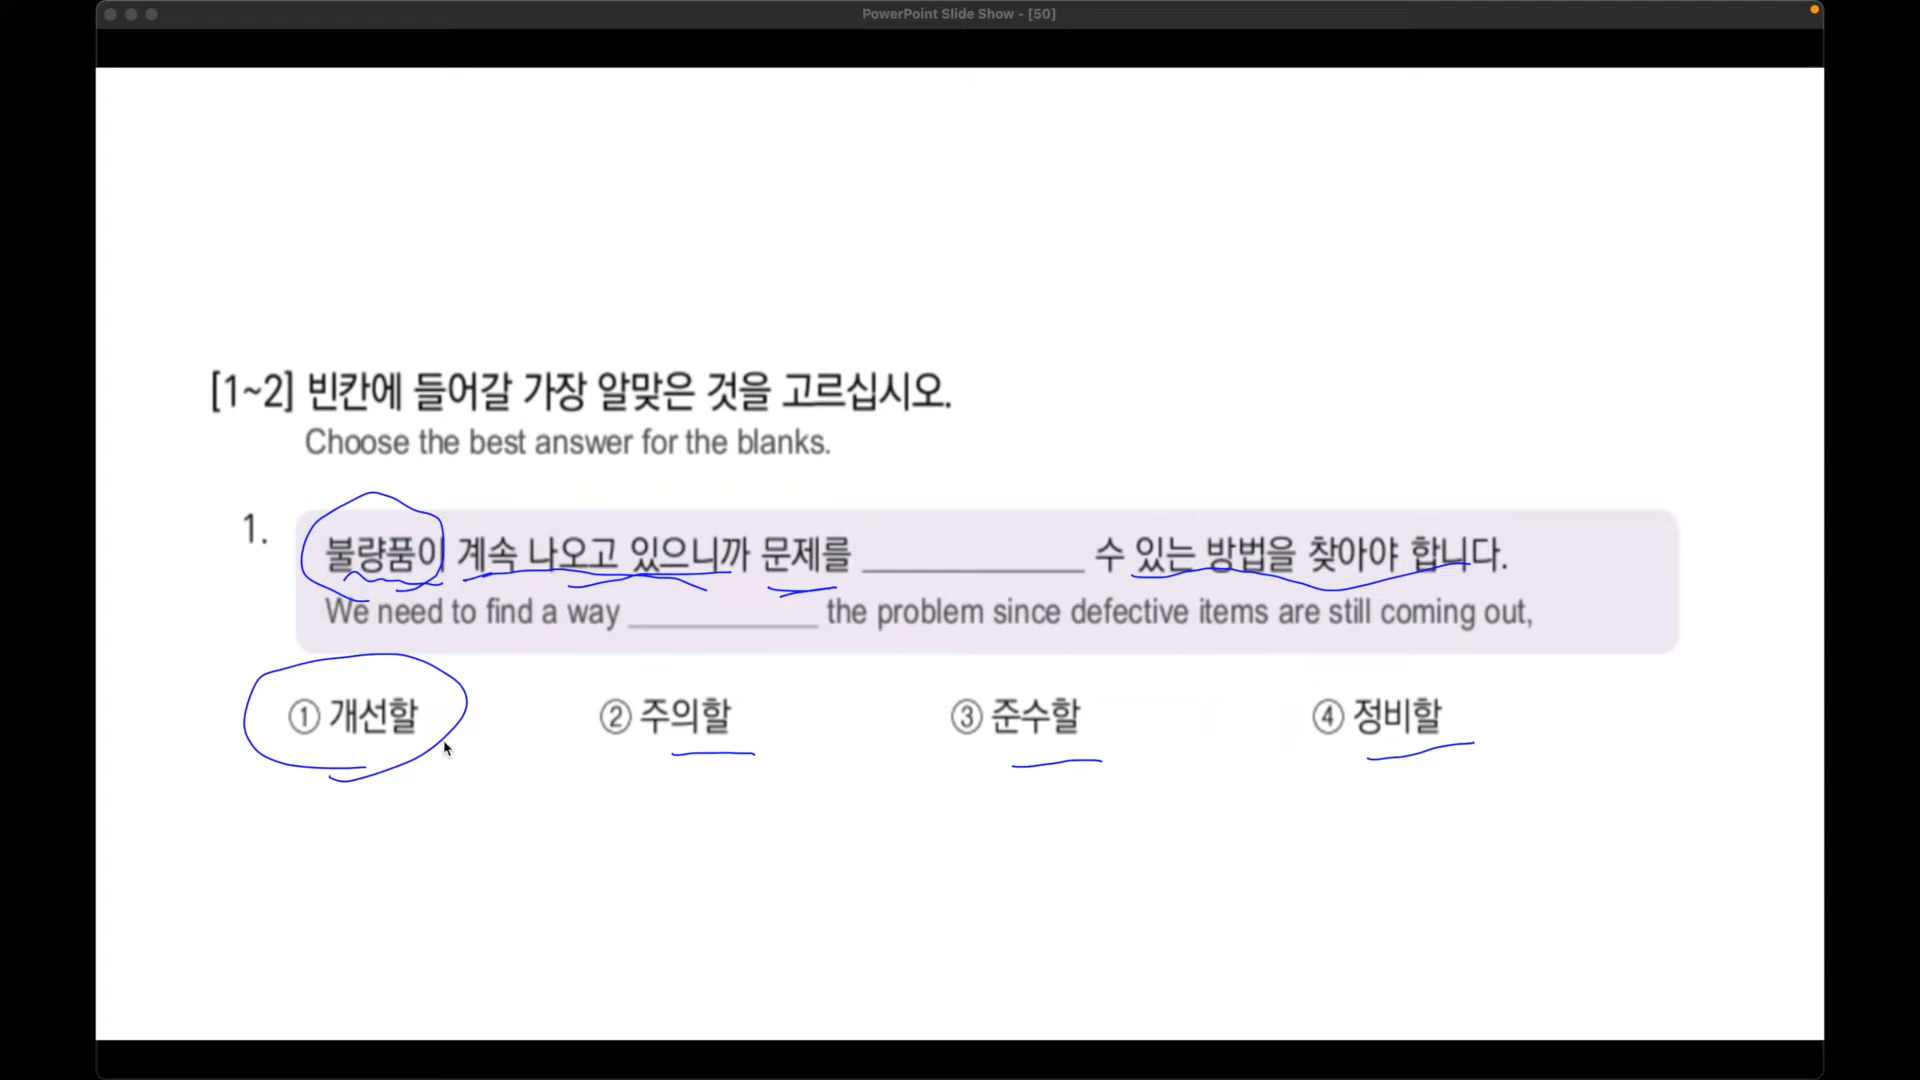 PowerPoint Slide Show - [50]
[1~2] 빈칸에 들어갈 가장 알맞은 것을 고르십시오.
Choose the best answer for the blanks.
1. 불량품이 계속 나오고 있으니까 문제를 ____________ 수 있는 방법을 찾아야 합니다.
We need to find a way ____________ the problem since defective items are still coming out,
① 개선할 ② 주의할 ③ 준수할 ④ 정비할